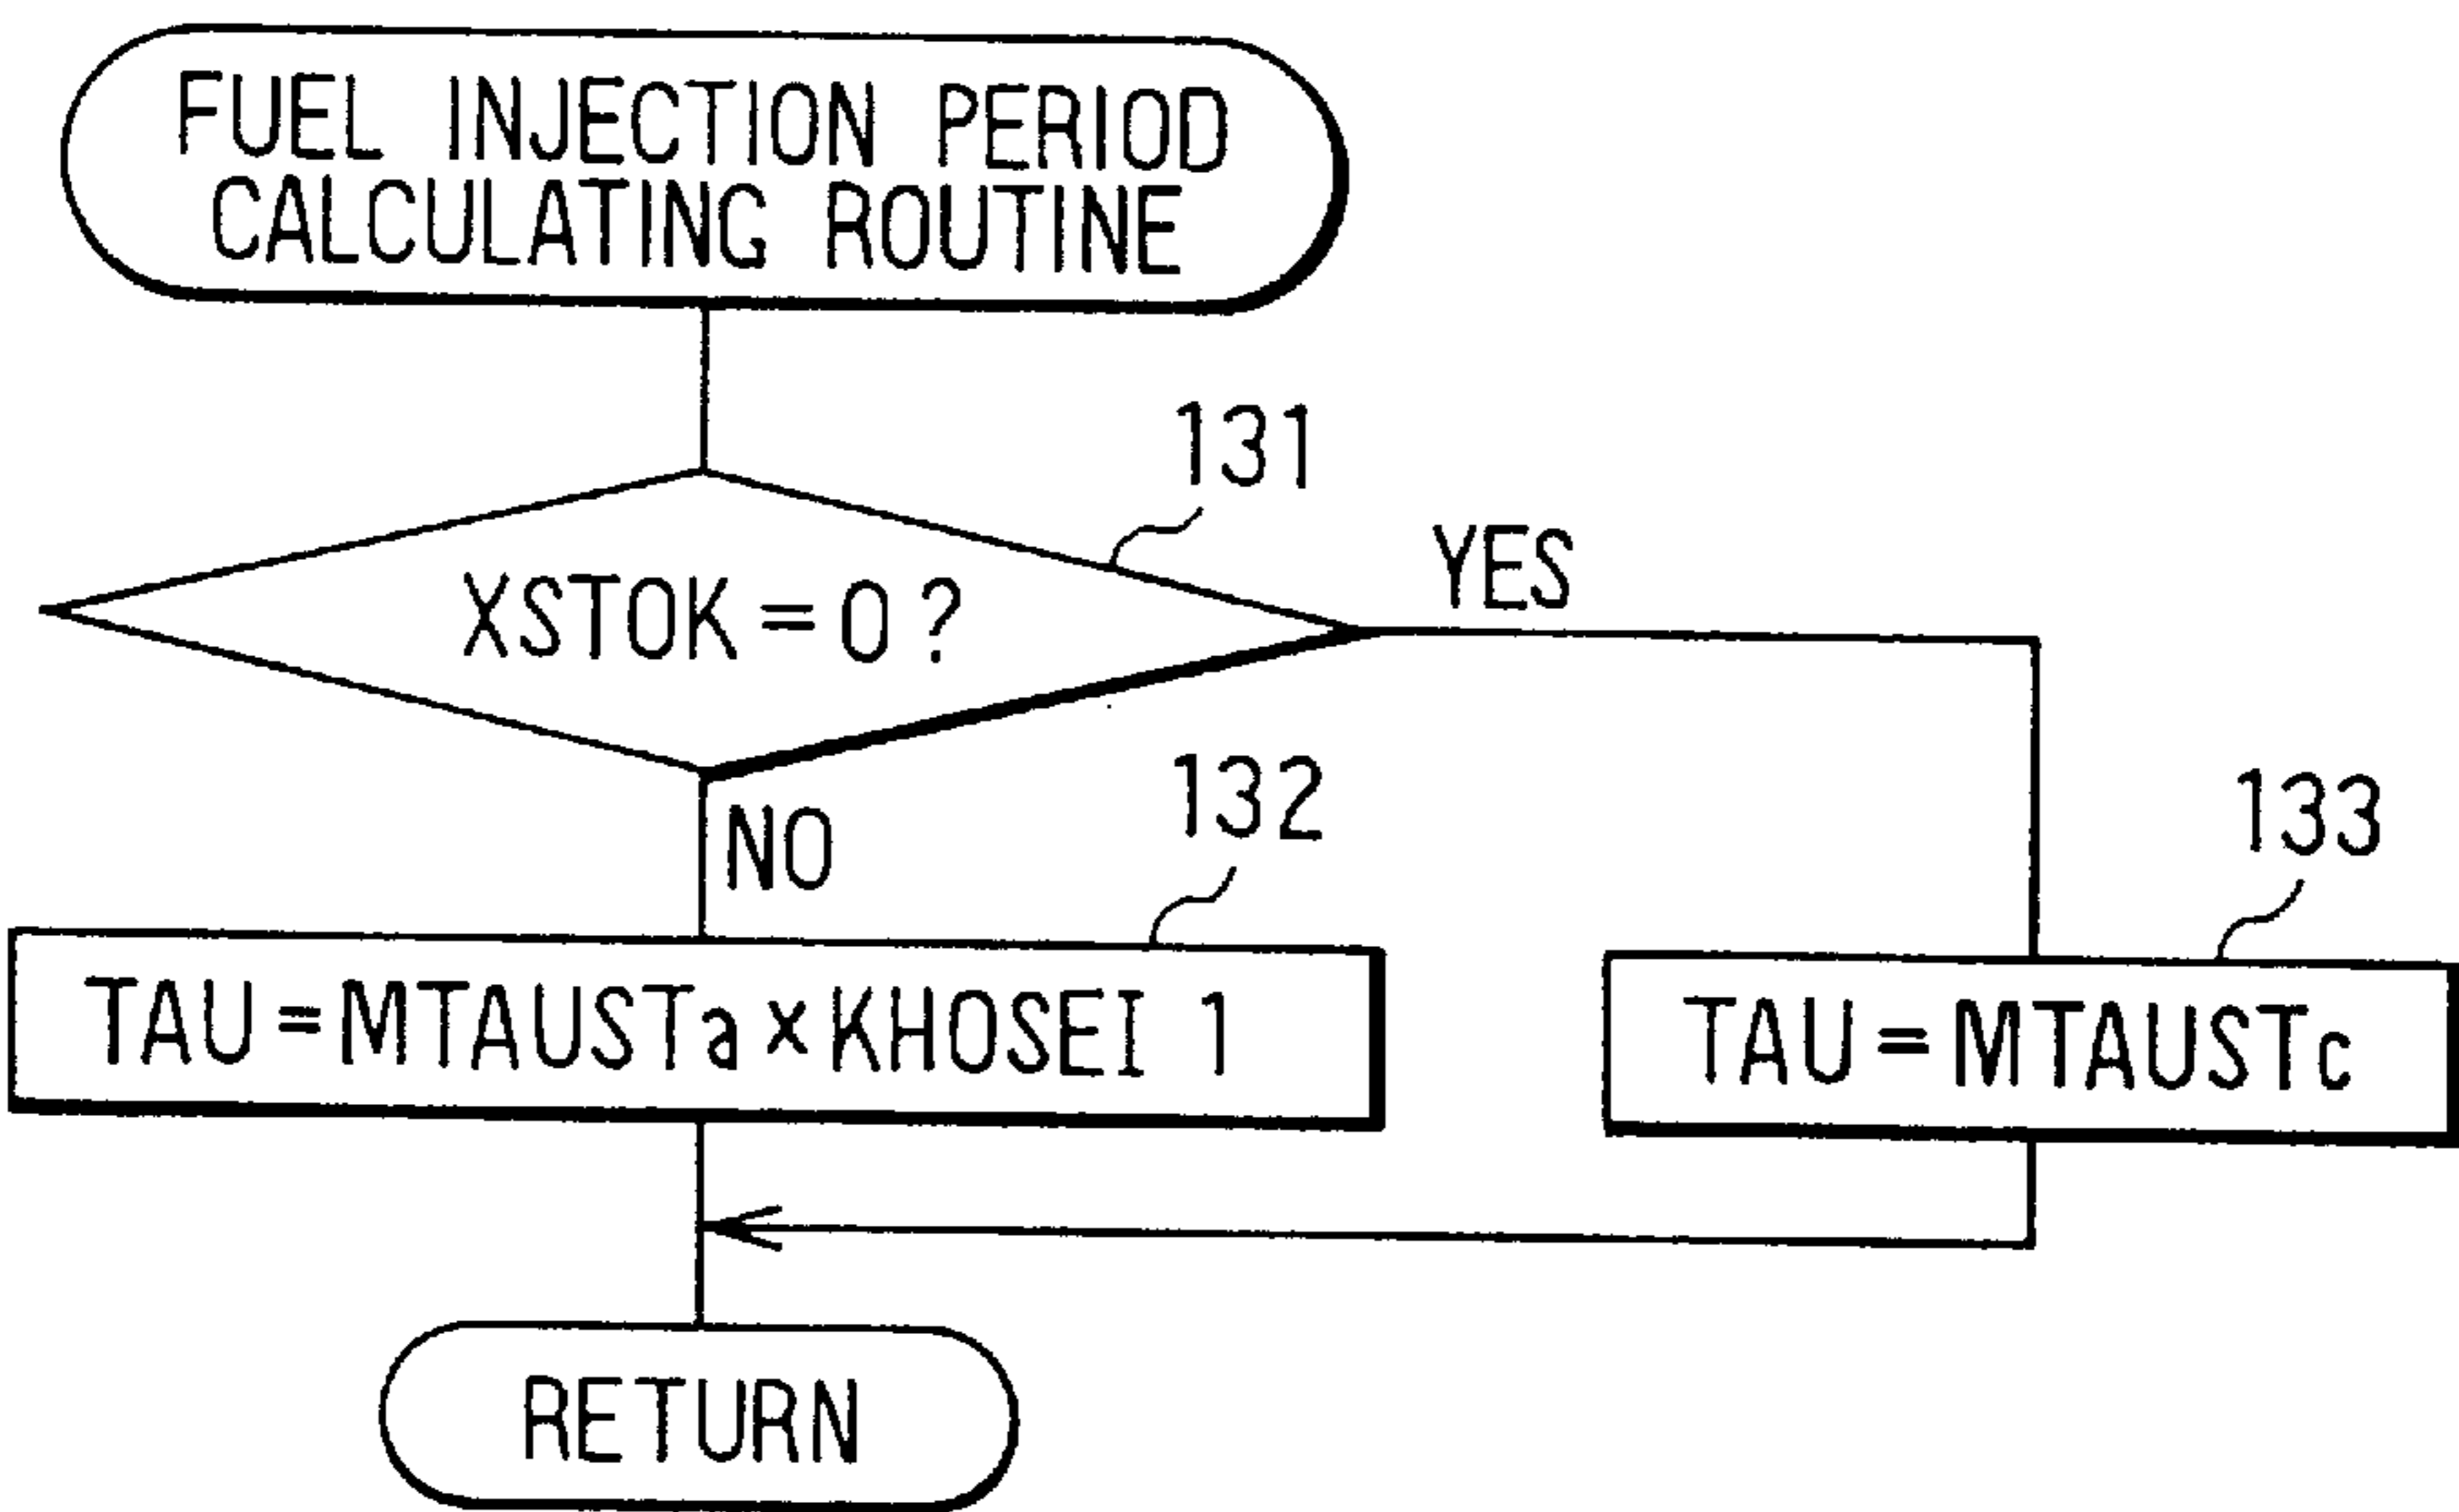 FUEL INJECTION PERIOD
CALCULATING ROUTINE
131
XSTOK=0?
YES
NO
132
TAU=MTAUSTa×KHOSEI 1
133
TAU=MTAUSTc
RETURN